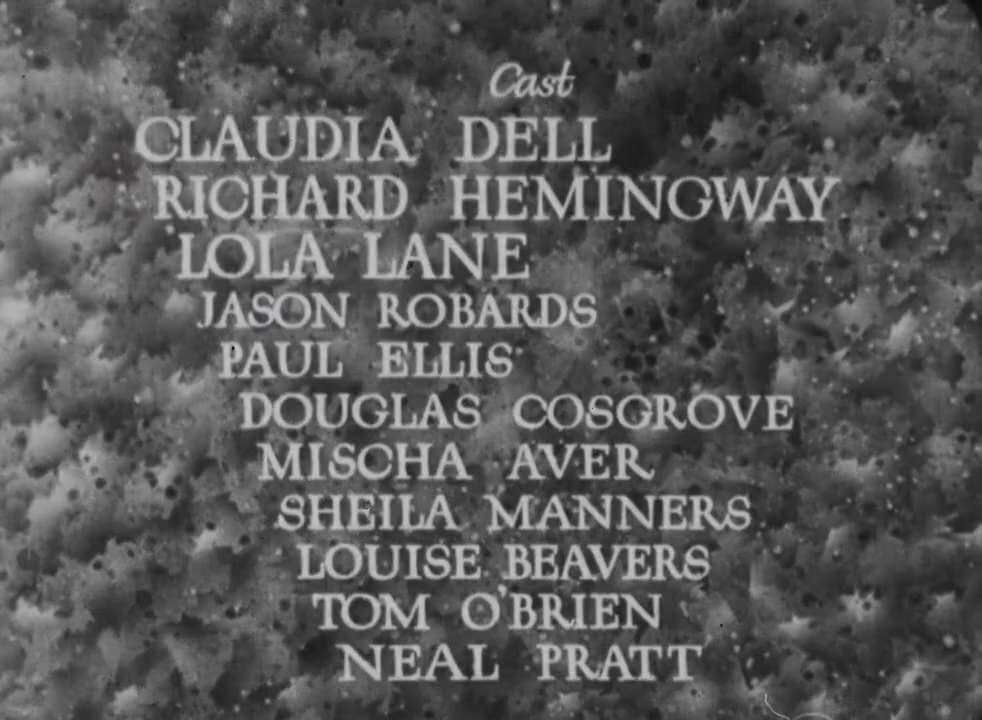 Cast
CLAUDIA DELL
RICHARD HEMINGWAY
LOLA LANE
JASON ROBARDS
PAUL ELLIS
DOUGLAS COSGROVE
MISCHA AVER
SHEILA MANNERS
LOUISE BEAVERS
TOM O'BRIEN
NEAL PRATT